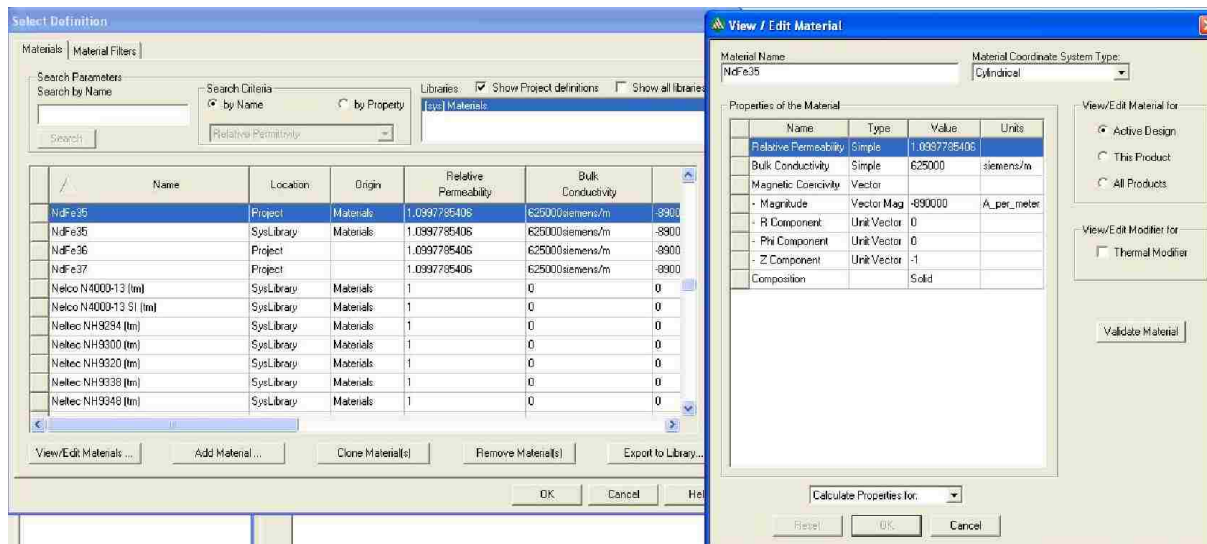 Select Definition
Materials Material Filters
Search Parameters
Search by Name
Search
Search Criteria
by Name by Property
Relative Permittivity
Libraries: Show Project definitions Show all libraries
[sys] Materials
/ Name Location Origin Relative Permeability Bulk Conductivity
NdFe35 Project Materials 1.0997785406 625000siemens/m -8900
NdFe35 SysLibrary Materials 1.0997785406 625000siemens/m -8900
NdFe36 Project 1.0997785406 625000siemens/m -8900
NdFe37 Project 1.0997785406 625000siemens/m -8900
Nelco N4000-13 (tm) SysLibrary Materials 1 0 0
Nelco N4000-13 SI (tm) SysLibrary Materials 1 0 0
Neltec NH9294 (tm) SysLibrary Materials 1 0 0
Neltec NH9300 (tm) SysLibrary Materials 1 0 0
Neltec NH9320 (tm) SysLibrary Materials 1 0 0
Neltec NH9338 (tm) SysLibrary Materials 1 0 0
Neltec NH9348 (tm) SysLibrary Materials 1 0 0
View/Edit Materials ... Add Material ... Clone Material(s) Remove Material(s) Export to Library...
OK Cancel Hel
View / Edit Material
Material Name
NdFe35
Material Coordinate System Type:
Cylindrical
Properties of the Material
Name Type Value Units
Relative Permeability Simple 1.0997785406
Bulk Conductivity Simple 625000 siemens/m
Magnetic Coercivity Vector
- Magnitude Vector Mag -890000 A_per_meter
- R Component Unit Vector 0
- Phi Component Unit Vector 0
- Z Component Unit Vector -1
Composition Solid
View/Edit Material for
Active Design
This Product
All Products
View/Edit Modifier for
Thermal Modifier
Validate Material
Calculate Properties for:
Reset OK Cancel